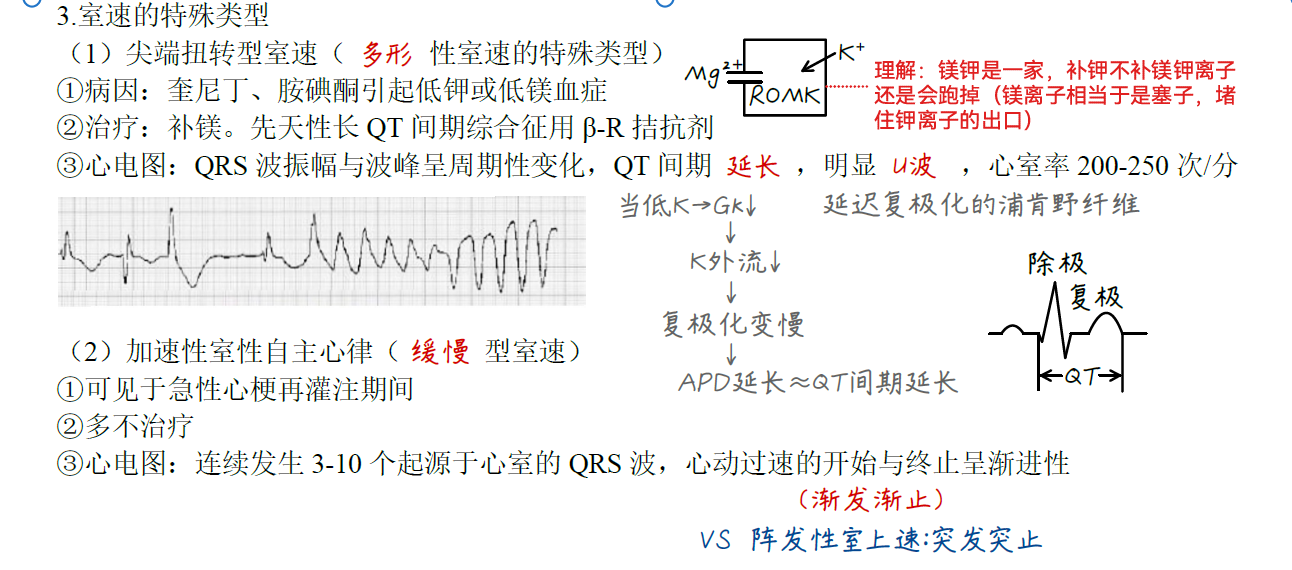 3.室速的特殊类型
（1）尖端扭转型室速（ 多形 性室速的特殊类型）
Mg²⁺
K⁺
ROMK
理解：镁钾是一家，补钾不补镁钾离子
还是会跑掉（镁离子相当于是塞子，堵
住钾离子的出口）
①病因：奎尼丁、胺碘酮引起低钾或低镁血症
②治疗：补镁。先天性长 QT 间期综合征用 β-R 拮抗剂
③心电图：QRS 波振幅与波峰呈周期性变化，QT 间期 延长 ，明显 U波 ，心室率 200-250 次/分
当低K→Gk↓
延迟复极化的浦肯野纤维
↓
K外流↓
↓
复极化变慢
↓
APD延长≈QT间期延长
除极
复极
QT
（2）加速性室性自主心律（ 缓慢 型室速）
①可见于急性心梗再灌注期间
②多不治疗
③心电图：连续发生 3-10 个起源于心室的 QRS 波，心动过速的开始与终止呈渐进性
（渐发渐止）
VS 阵发性室上速:突发突止